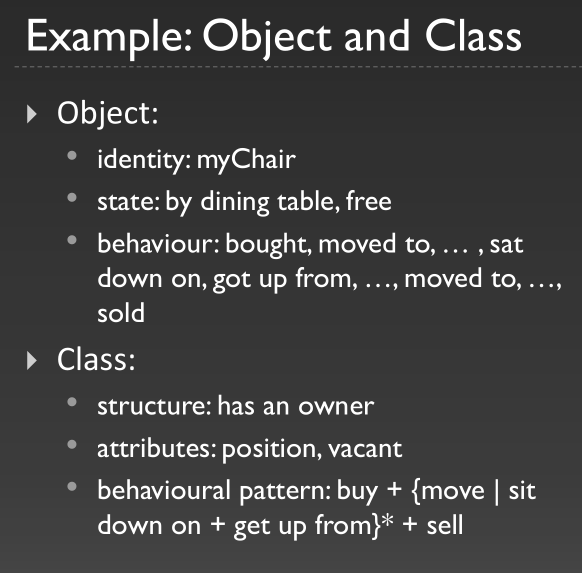 Example: Object and Class
Object:
identity: myChair
state: by dining table, free
behaviour: bought, moved to, … , sat
down on, got up from, …, moved to, …,
sold
Class:
structure: has an owner
attributes: position, vacant
behavioural pattern: buy + {move | sit
down on + get up from}* + sell